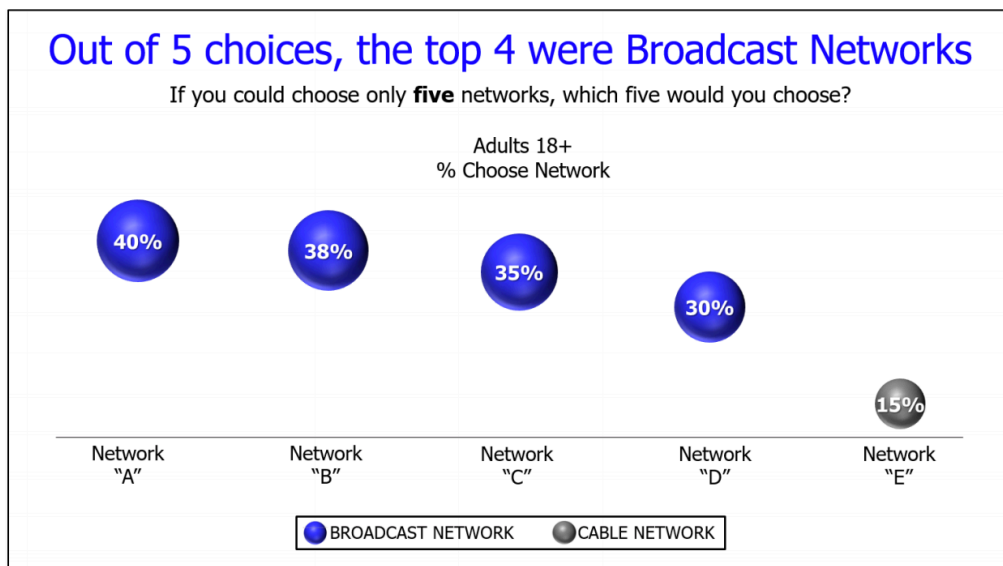 Out of 5 choices, the top 4 were Broadcast Networks
If you could choose only five networks, which five would you choose?
Adults 18+
% Choose Network
40%
38%
35%
30%
15%
Network
“A”
Network
“B”
Network
“C”
Network
“D”
Network
“E”
BROADCAST NETWORK
CABLE NETWORK